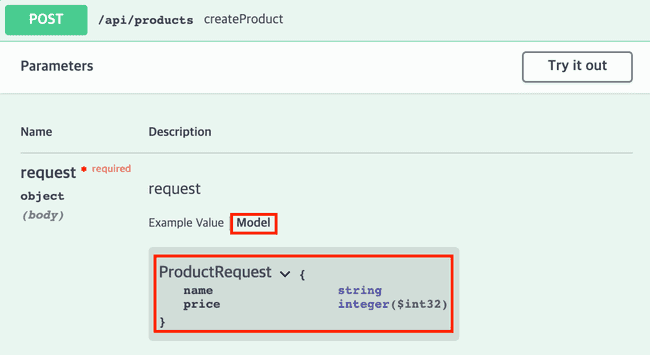 POST /api/products createProduct
Parameters Try it out
Name Description
request * required
object
(body)
request
Example Value Model
ProductRequest {
name string
price integer($int32)
}